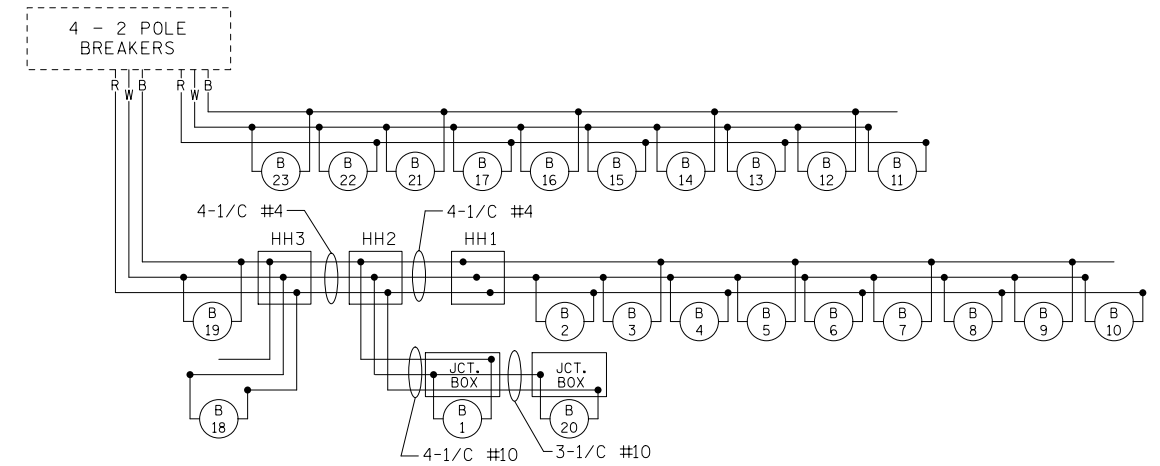 4 - 2 POLE
BREAKERS
R W B R W B
B 23
B 22
B 21
B 17
B 16
B 15
B 14
B 13
B 12
B 11
4-1/C #4
4-1/C #4
HH3
HH2
HH1
B 19
B 2
B 3
B 4
B 5
B 6
B 7
B 8
B 9
B 10
JCT.
BOX
JCT.
BOX
B 18
B 1
B 20
4-1/C #10
3-1/C #10